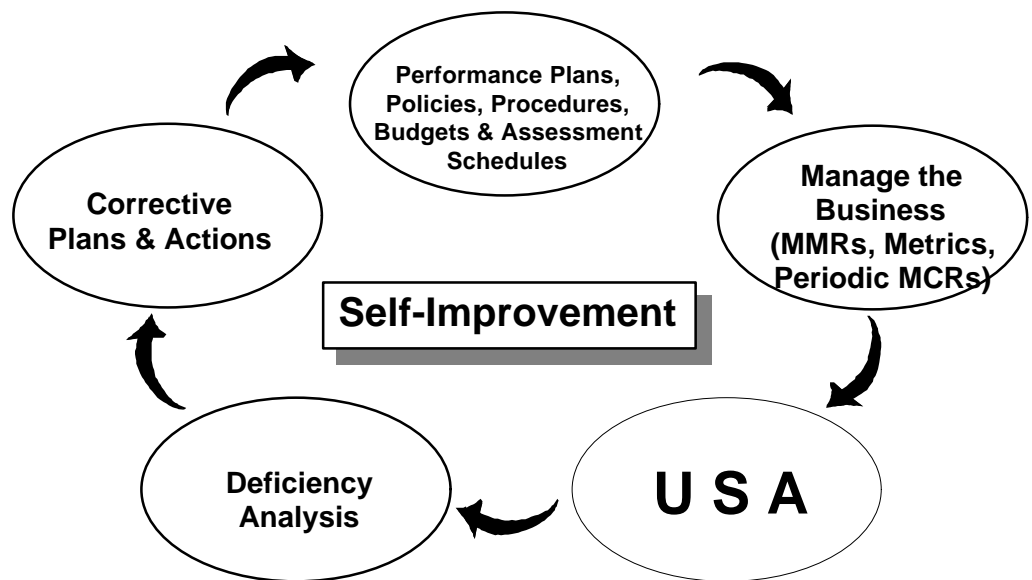 Performance Plans,
Policies, Procedures,
Budgets & Assessment
Schedules
Manage the
Business
(MMRs, Metrics,
Periodic MCRs)
U S A
Deficiency
Analysis
Corrective
Plans & Actions
Self-Improvement